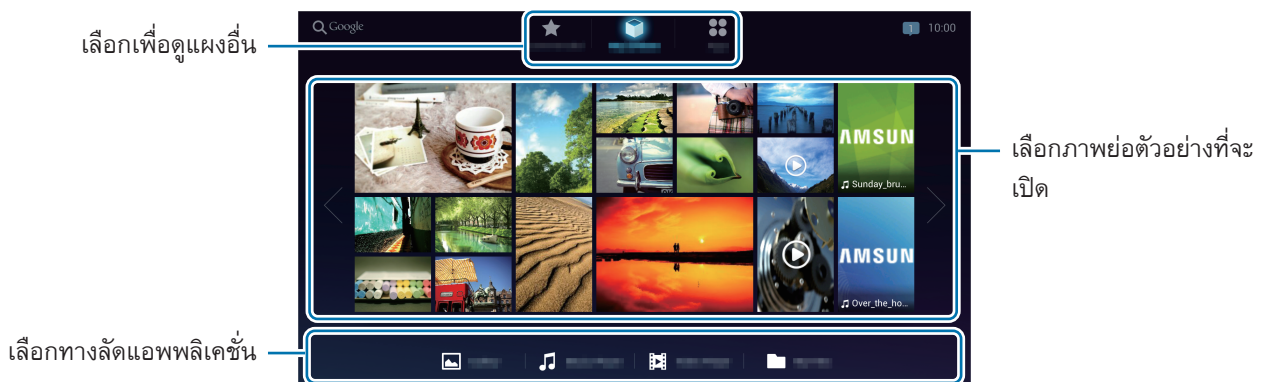 Google
1
10:00
เลือกเพื่อดูแผงอื่น
AMSUN
Sunday_bru...
เลือกภาพย่อตัวอย่างที่จะ
เปิด
AMSUN
Over_the_ho...
เลือกทางลัดแอพพลิเคชั่น